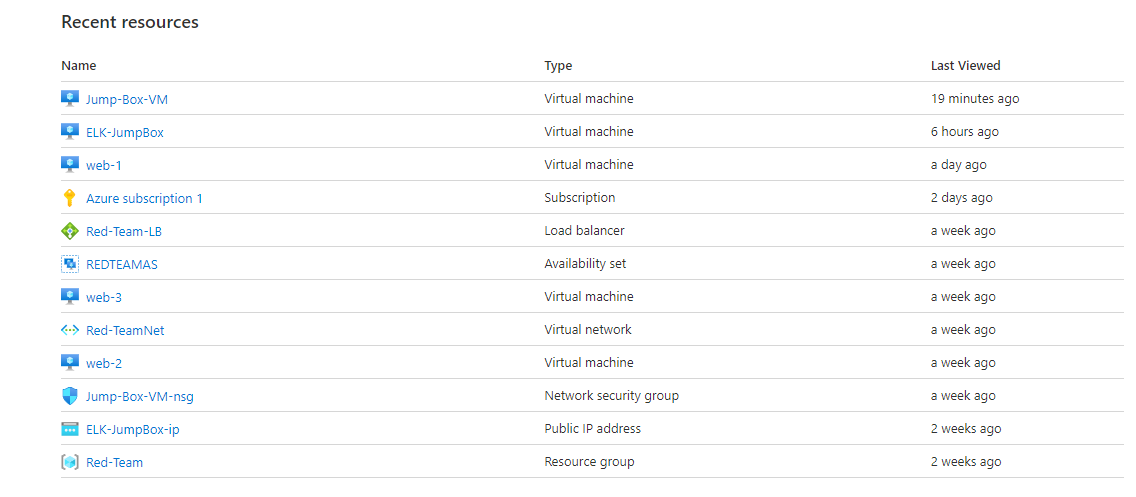 Recent resources
Name Type Last Viewed
Jump-Box-VM Virtual machine 19 minutes ago
ELK-JumpBox Virtual machine 6 hours ago
web-1 Virtual machine a day ago
Azure subscription 1 Subscription 2 days ago
Red-Team-LB Load balancer a week ago
REDTEAMAS Availability set a week ago
web-3 Virtual machine a week ago
Red-TeamNet Virtual network a week ago
web-2 Virtual machine a week ago
Jump-Box-VM-nsg Network security group a week ago
ELK-JumpBox-ip Public IP address 2 weeks ago
Red-Team Resource group 2 weeks ago